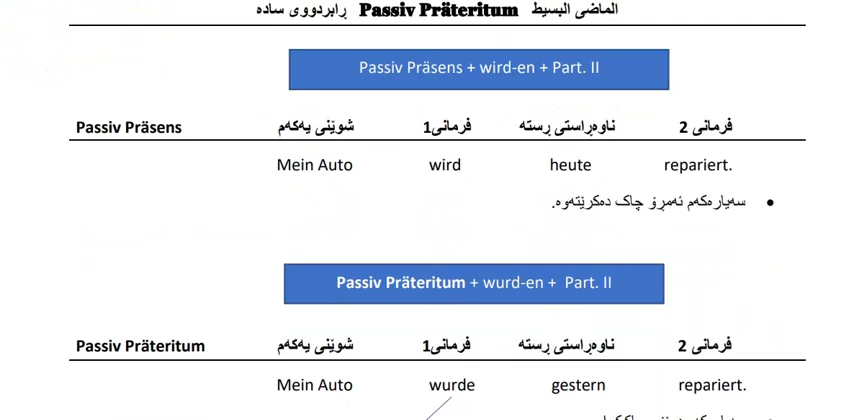 الماضی البسیط Passiv Präteritum ڕابردووی سادە
Passiv Präsens + wird-en + Part. II
Passiv Präsens شوێنی یەکەم فرمانی1 ناوەڕاستی ڕستە فرمانی 2
Mein Auto wird heute repariert.
• سەیارەکەم ئەمڕۆ چاک دەکرێتەوە.
Passiv Präteritum + wurd-en + Part. II
Passiv Präteritum شوێنی یەکەم فرمانی1 ناوەڕاستی ڕستە فرمانی 2
Mein Auto wurde gestern repariert.